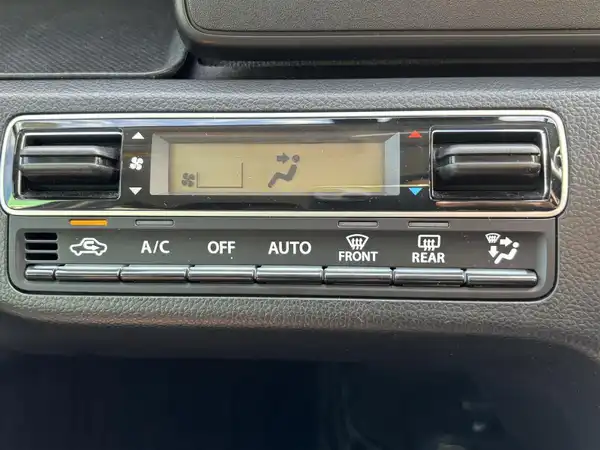 A/C OFF AUTO FRONT REAR